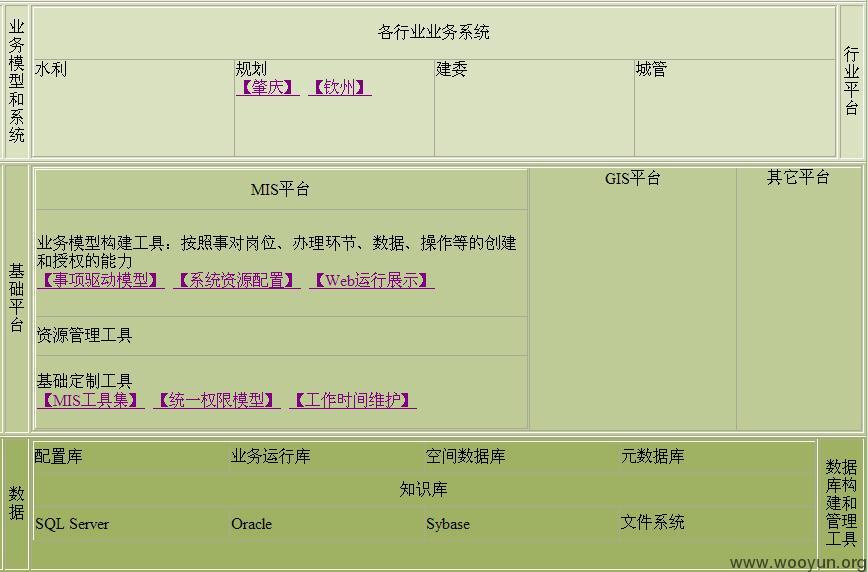 业务模型和系统
各行业业务系统
水利
规划
【肇庆】 【钦州】
建委
城管
行业平台
基础平台
MIS平台
业务模型构建工具：按照事对岗位、办理环节、数据、操作等的创建
和授权的能力
【事项驱动模型】 【系统资源配置】 【Web运行展示】
资源管理工具
基础定制工具
【MIS工具集】 【统一权限模型】 【工作时间维护】
GIS平台
其它平台
数据
配置库
业务运行库
空间数据库
元数据库
知识库
SQL Server
Oracle
Sybase
文件系统
数据
库构
建和
管理
工具
www.wooyun.org